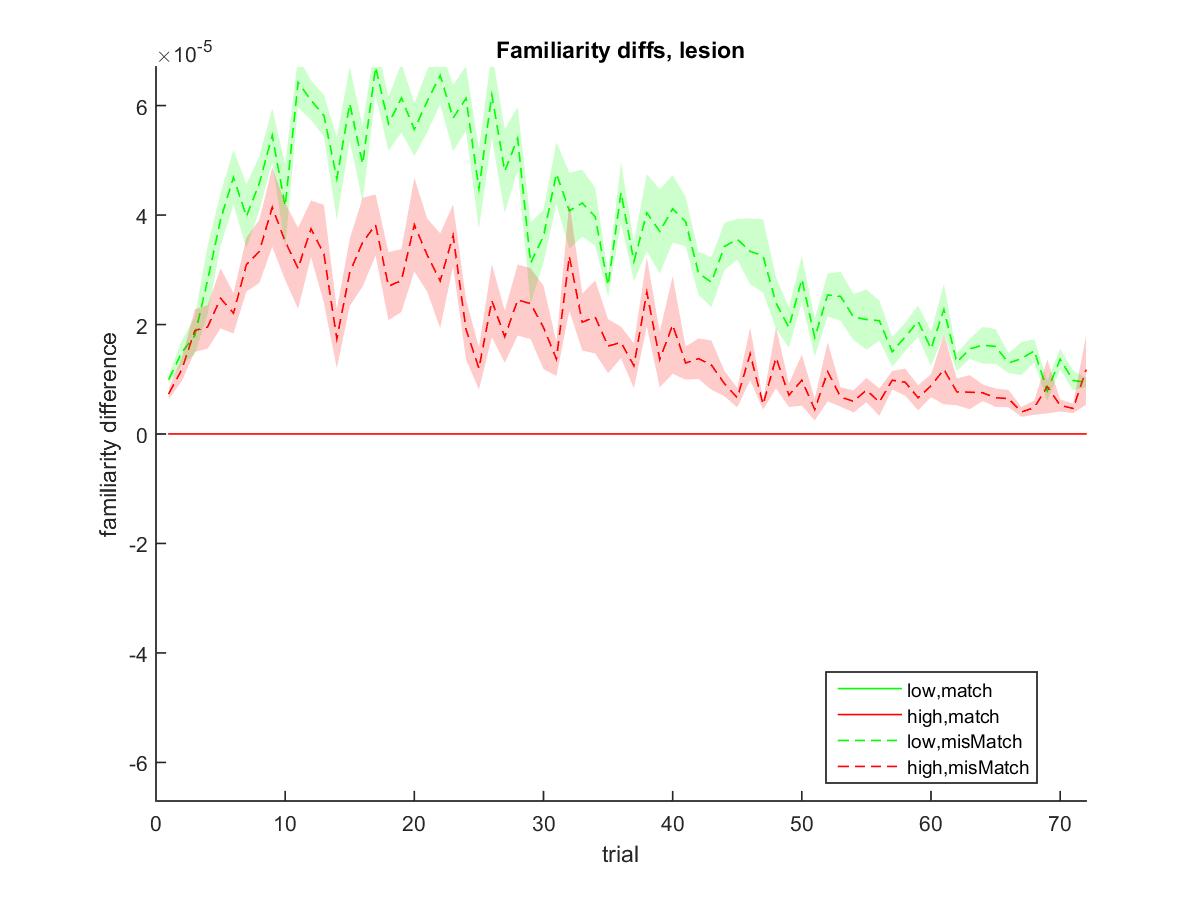 Familiarity diffs, lesion
×10-5
6
4
2
0
-2
-4
-6
familiarity difference
0 10 20 30 40 50 60 70
trial
low,match
high,match
low,misMatch
high,misMatch